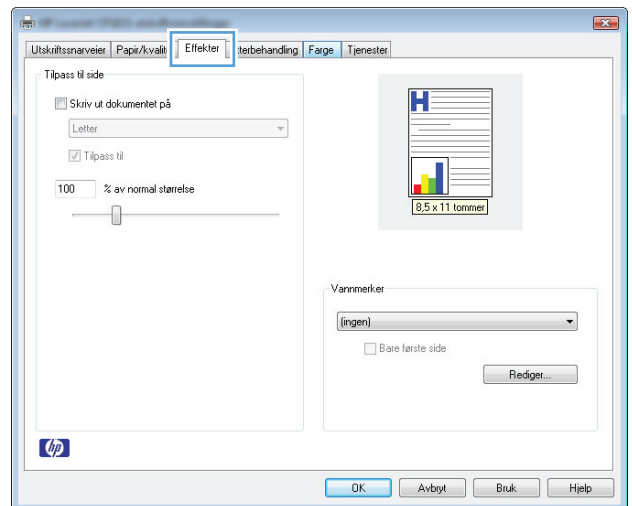 Utskriftssnarveier Papir/kvalit Effekter terbehandling Farge Tjenester
Tilpass til side
Skriv ut dokumentet på
Letter
Tilpass til
100 % av normal størrelse
H
8,5 x 11 tommer
Vannmerker
(ingen)
Bare første side
Rediger...
hp
OK Avbryt Bruk Hjelp